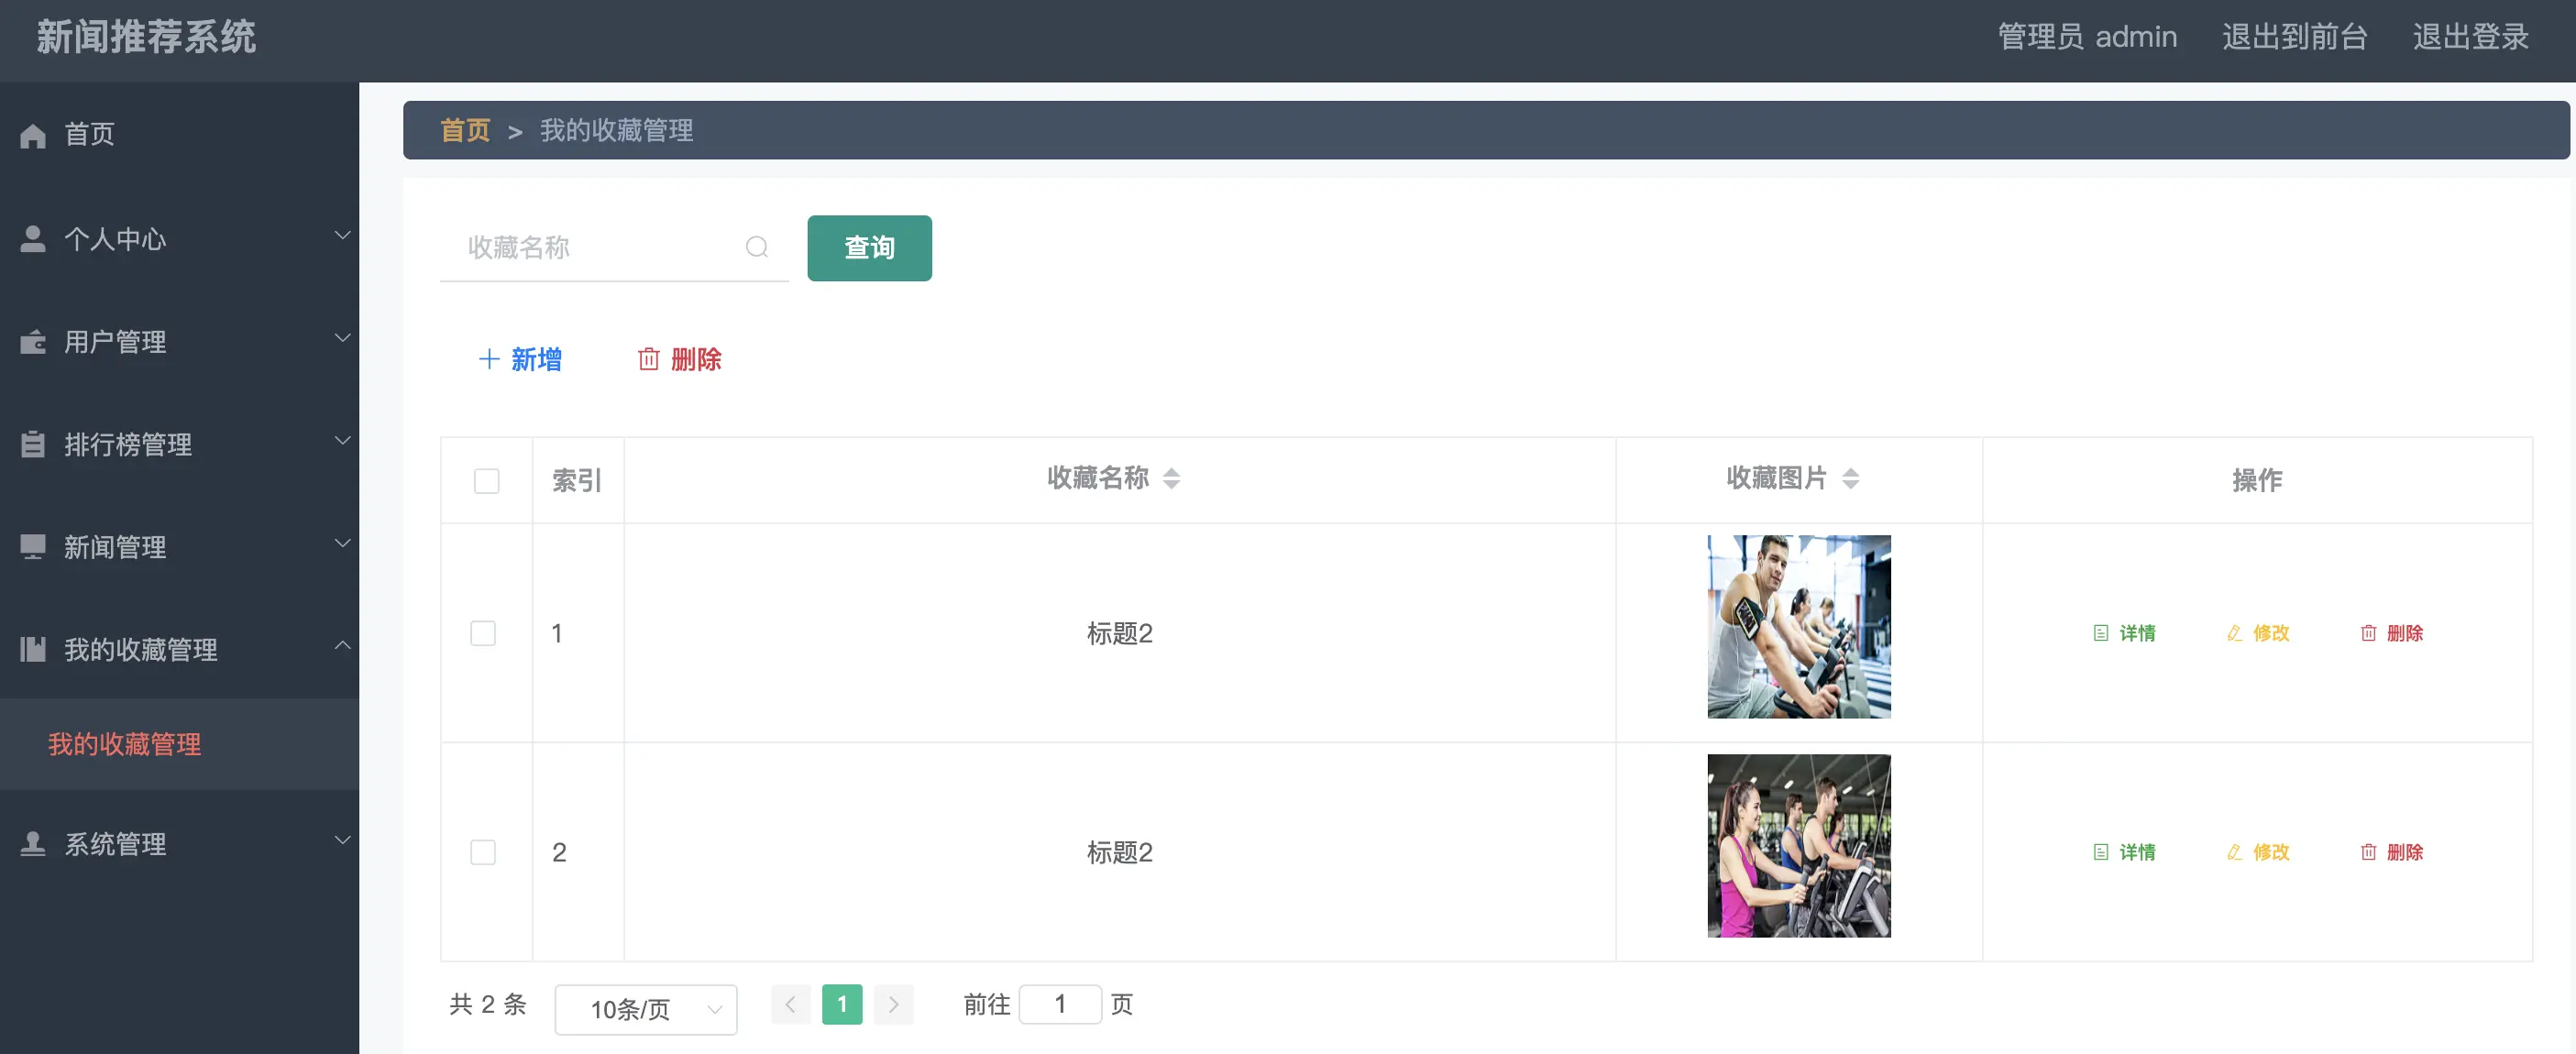 新闻推荐系统
管理员 admin 退出到前台 退出登录
首页
个人中心
用户管理
排行榜管理
新闻管理
我的收藏管理
我的收藏管理
系统管理
首页 > 我的收藏管理
收藏名称 查询
新增 删除
索引 收藏名称 收藏图片 操作
1 标题2 详情 修改 删除
2 标题2 详情 修改 删除
共 2 条 10条/页 1 前往 1 页